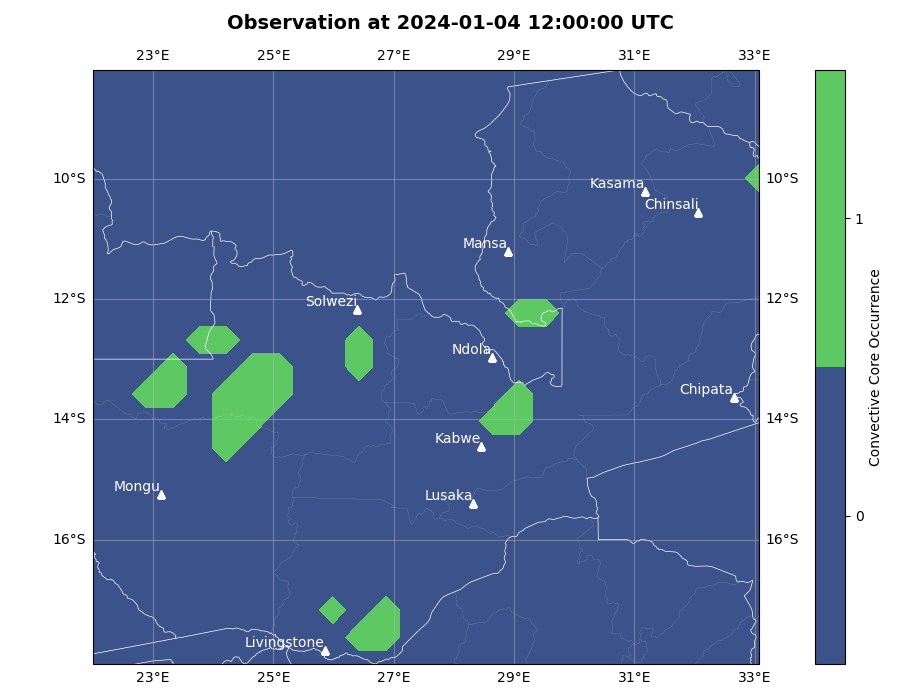 Observation at 2024-01-04 12:00:00 UTC
23°E 25°E 27°E 29°E 31°E 33°E
10°S 10°S
Kasama
Chinsali
1
Mansa
12°S 12°S
Solwezi
Ndola
Chipata
14°S 14°S
Kabwe
Mongu
Lusaka
0
16°S 16°S
Livingstone
23°E 25°E 27°E 29°E 31°E 33°E
Convective Core Occurrence